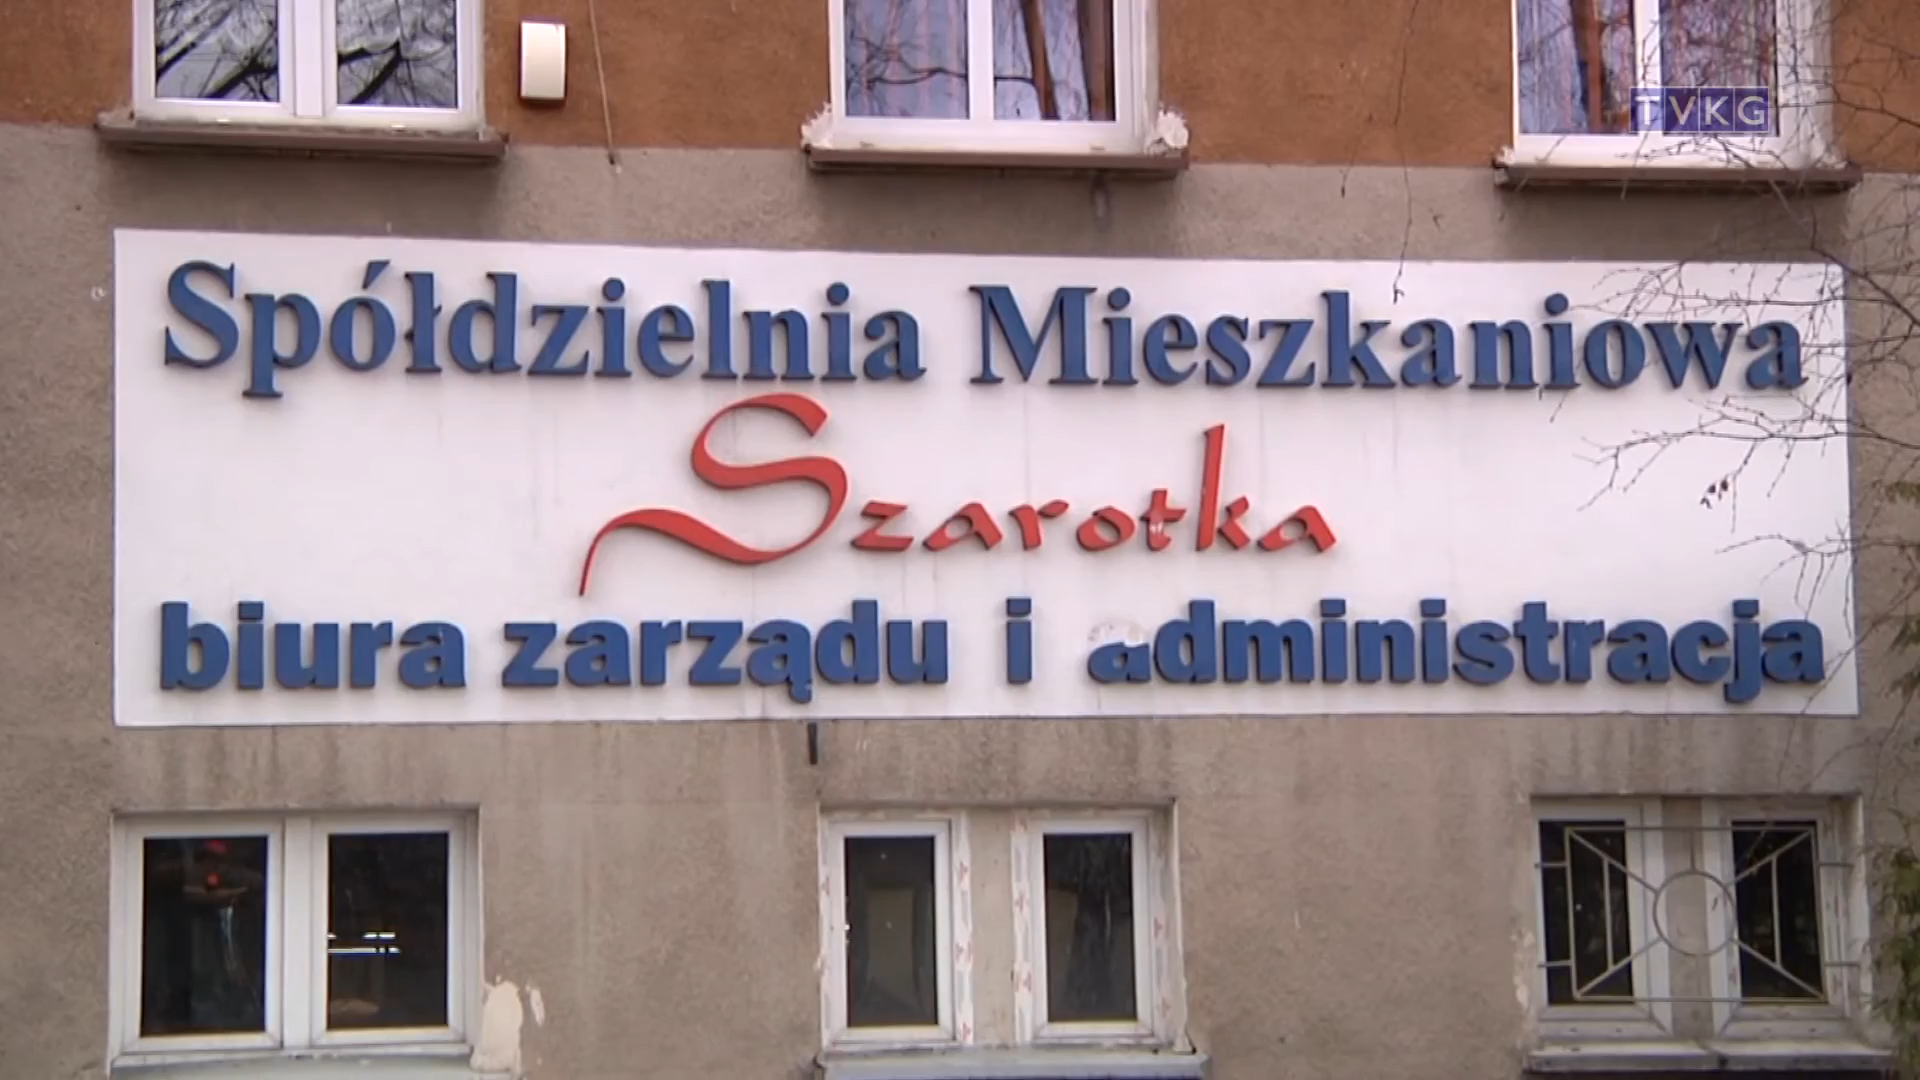 TVKG
Spółdzielnia Mieszkaniowa
Szarotka
biura zarządu i administracja